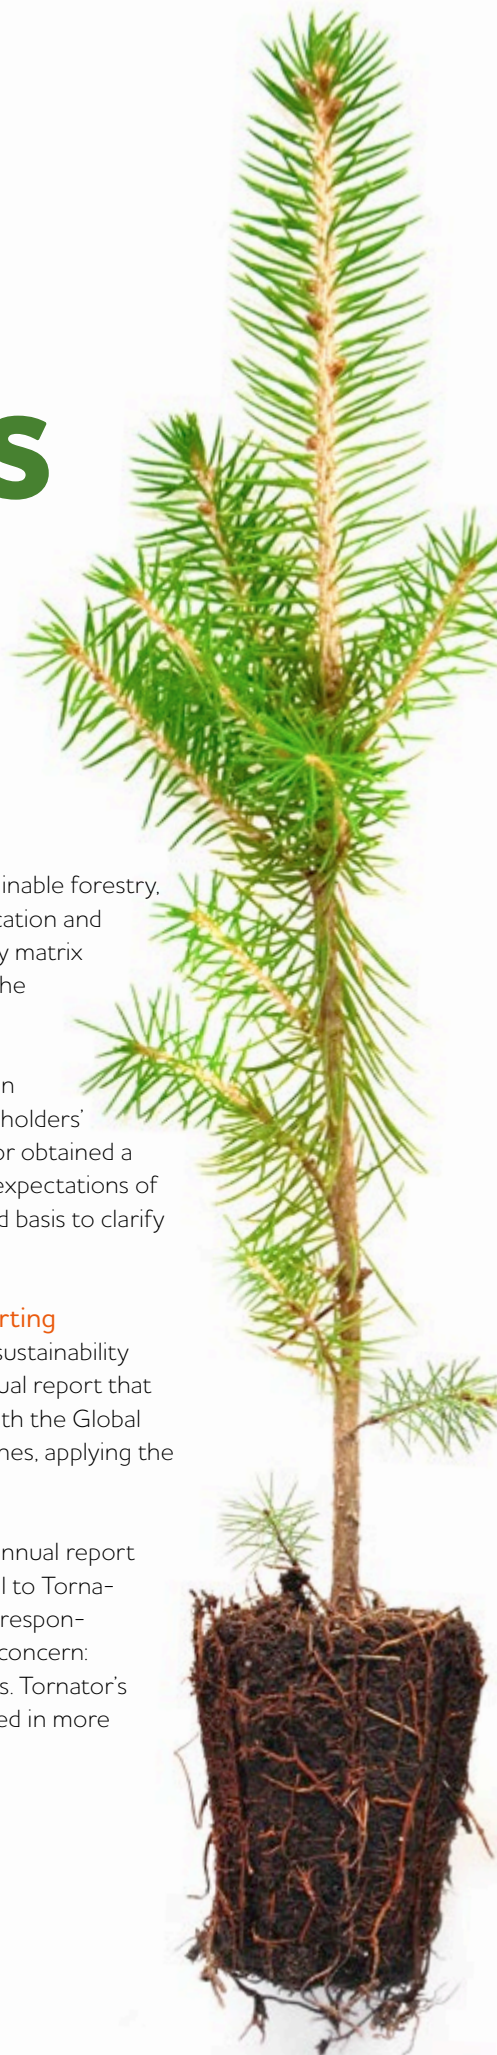 s
inable forestry,
ation and
y matrix
he
n
holders'
or obtained a
expectations of
d basis to clarify
rting
sustainability
ual report that
th the Global
nes, applying the
nnual report
l to Torna-
respon-
concern:
s. Tornator's
ed in more